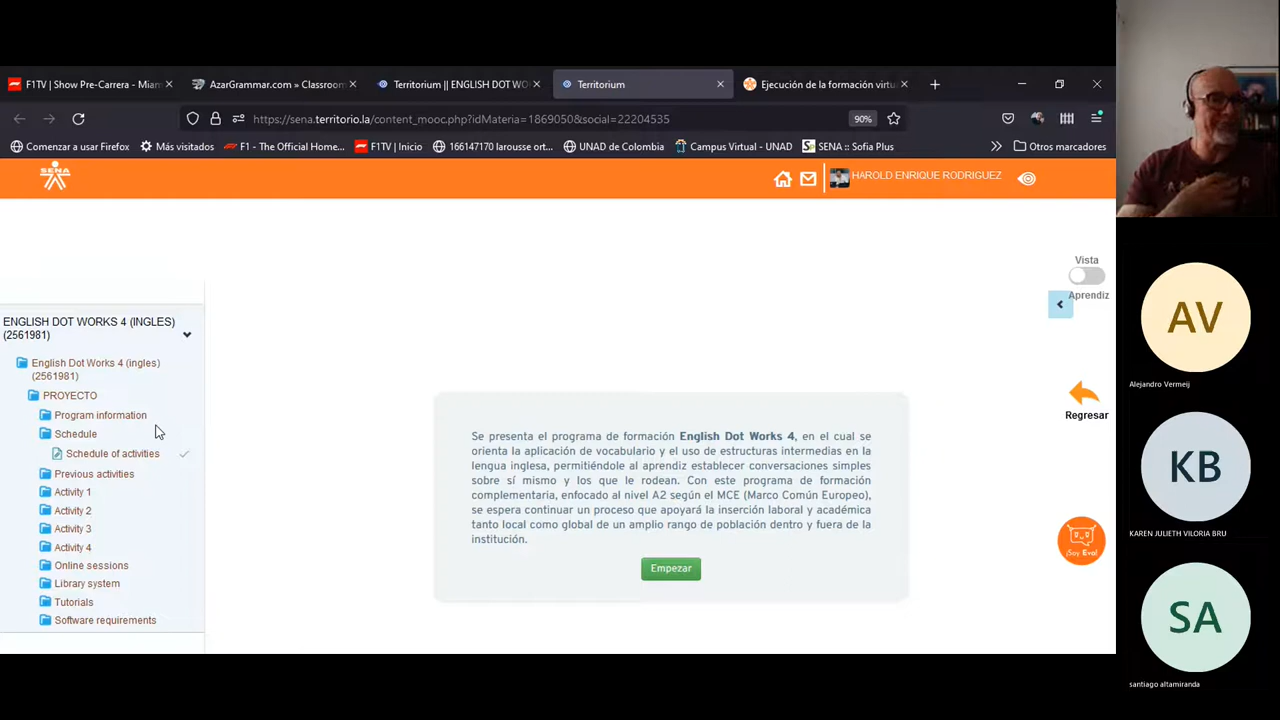 F1TV | Show Pre-Carrera - Miam
AzarGrammar.com » Classroom
Territorium || ENGLISH DOT WO
Territorium
Ejecución de la formación virtua
https://sena.territorio.la/content_mooc.php?idMateria=1869050&social=22204535
90%
Comenzar a usar Firefox
Más visitados
F1 - The Official Home...
F1TV | Inicio
166147170 larousse ort...
UNAD de Colombia
Campus Virtual - UNAD
SENA :: Sofia Plus
Otros marcadores
SENA
HAROLD ENRIQUE RODRIGUEZ
Vista
Aprendiz
Regresar
¡Soy Evo!
ENGLISH DOT WORKS 4 (INGLES)
(2561981)
English Dot Works 4 (ingles)
(2561981)
PROYECTO
Program information
Schedule
Schedule of activities
Previous activities
Activity 1
Activity 2
Activity 3
Activity 4
Online sessions
Library system
Tutorials
Software requirements
Se presenta el programa de formación English Dot Works 4, en el cual se
orienta la aplicación de vocabulario y el uso de estructuras intermedias en la
lengua inglesa, permitiéndole al aprendiz establecer conversaciones simples
sobre sí mismo y los que le rodean. Con este programa de formación
complementaria, enfocado al nivel A2 según el MCE (Marco Común Europeo),
se espera continuar un proceso que apoyará la inserción laboral y académica
tanto local como global de un amplio rango de población dentro y fuera de la
institución.
Empezar
AV
Alejandro Vermeij
KB
KAREN JULIETH VILORIA BRU
SA
santiago altamiranda